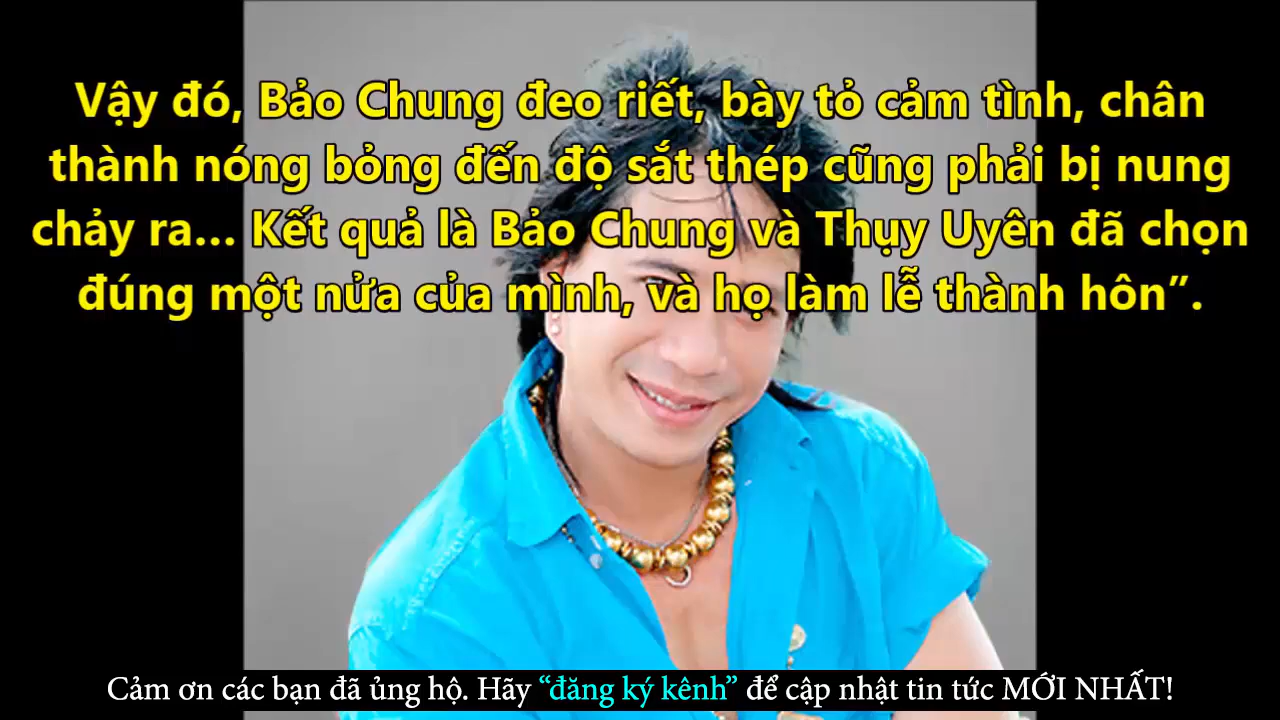 Vậy đó, Bảo Chung đeo riết, bày tỏ cảm tình, chân
thành nóng bỏng đến độ sắt thép cũng phải bị nung
chảy ra... Kết quả là Bảo Chung và Thụy Uyên đã chọn
đúng một nửa của mình, và họ làm lễ thành hôn”.
Cảm ơn các bạn đã ủng hộ. Hãy “đăng ký kênh” để cập nhật tin tức MỚI NHẤT!